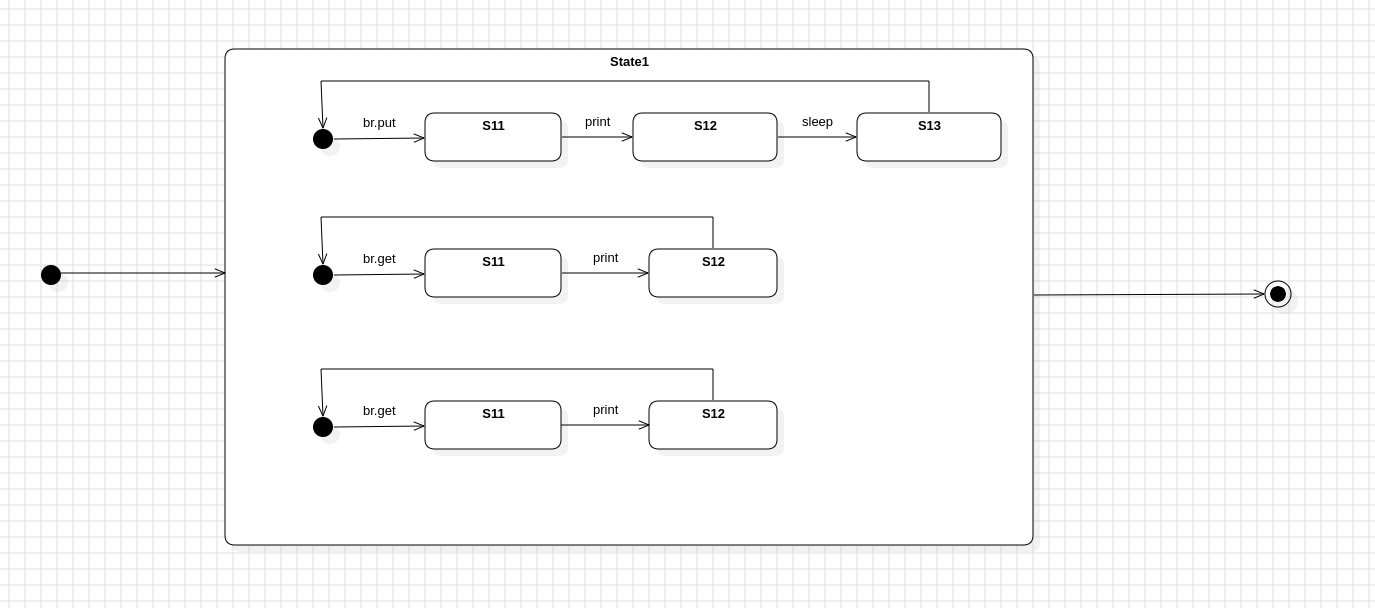 State1
br.put
S11
print
S12
sleep
S13
br.get
S11
print
S12
br.get
S11
print
S12